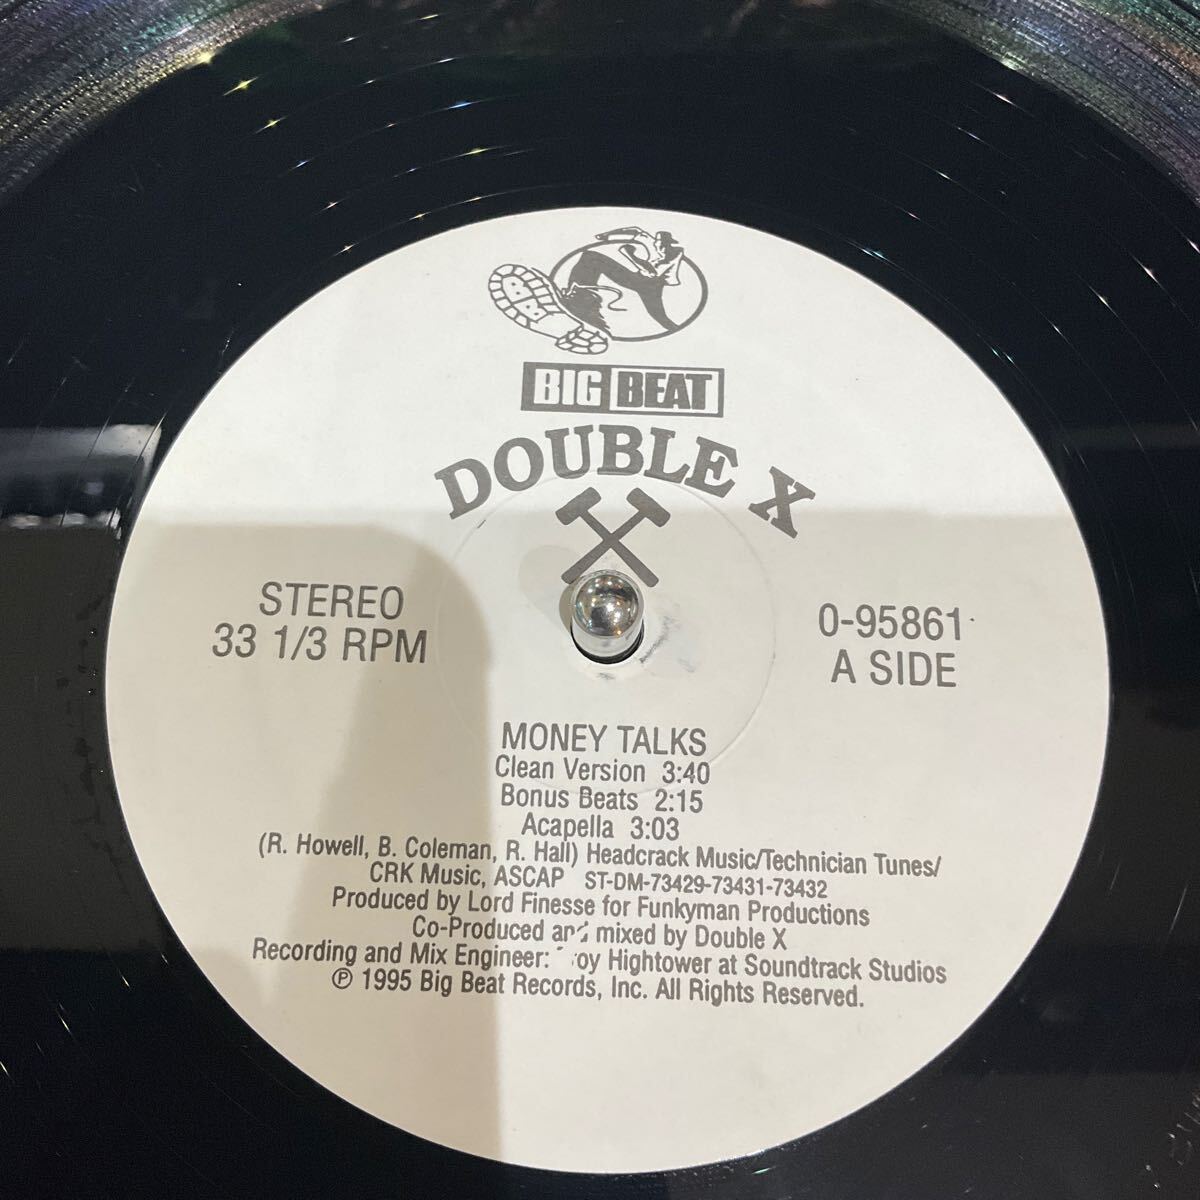 B.B.
BIG BEAT
DOUBLE X
STEREO
33 1/3 RPM
0-95861
A SIDE
MONEY TALKS
Clean Version 3:40
Bonus Beats 2:15
Acapella 3:03
(R. Howell, B. Coleman, R. Hall) Headcrack Music/Technician Tunes/
CRK Music, ASCAP ST-DM-73429-73431-73432
Produced by Lord Finesse for Funkyman Productions
Co-Produced and mixed by Double X
Recording and Mix Engineer: oy Hightower at Soundtrack Studios
℗ 1995 Big Beat Records, Inc. All Rights Reserved.